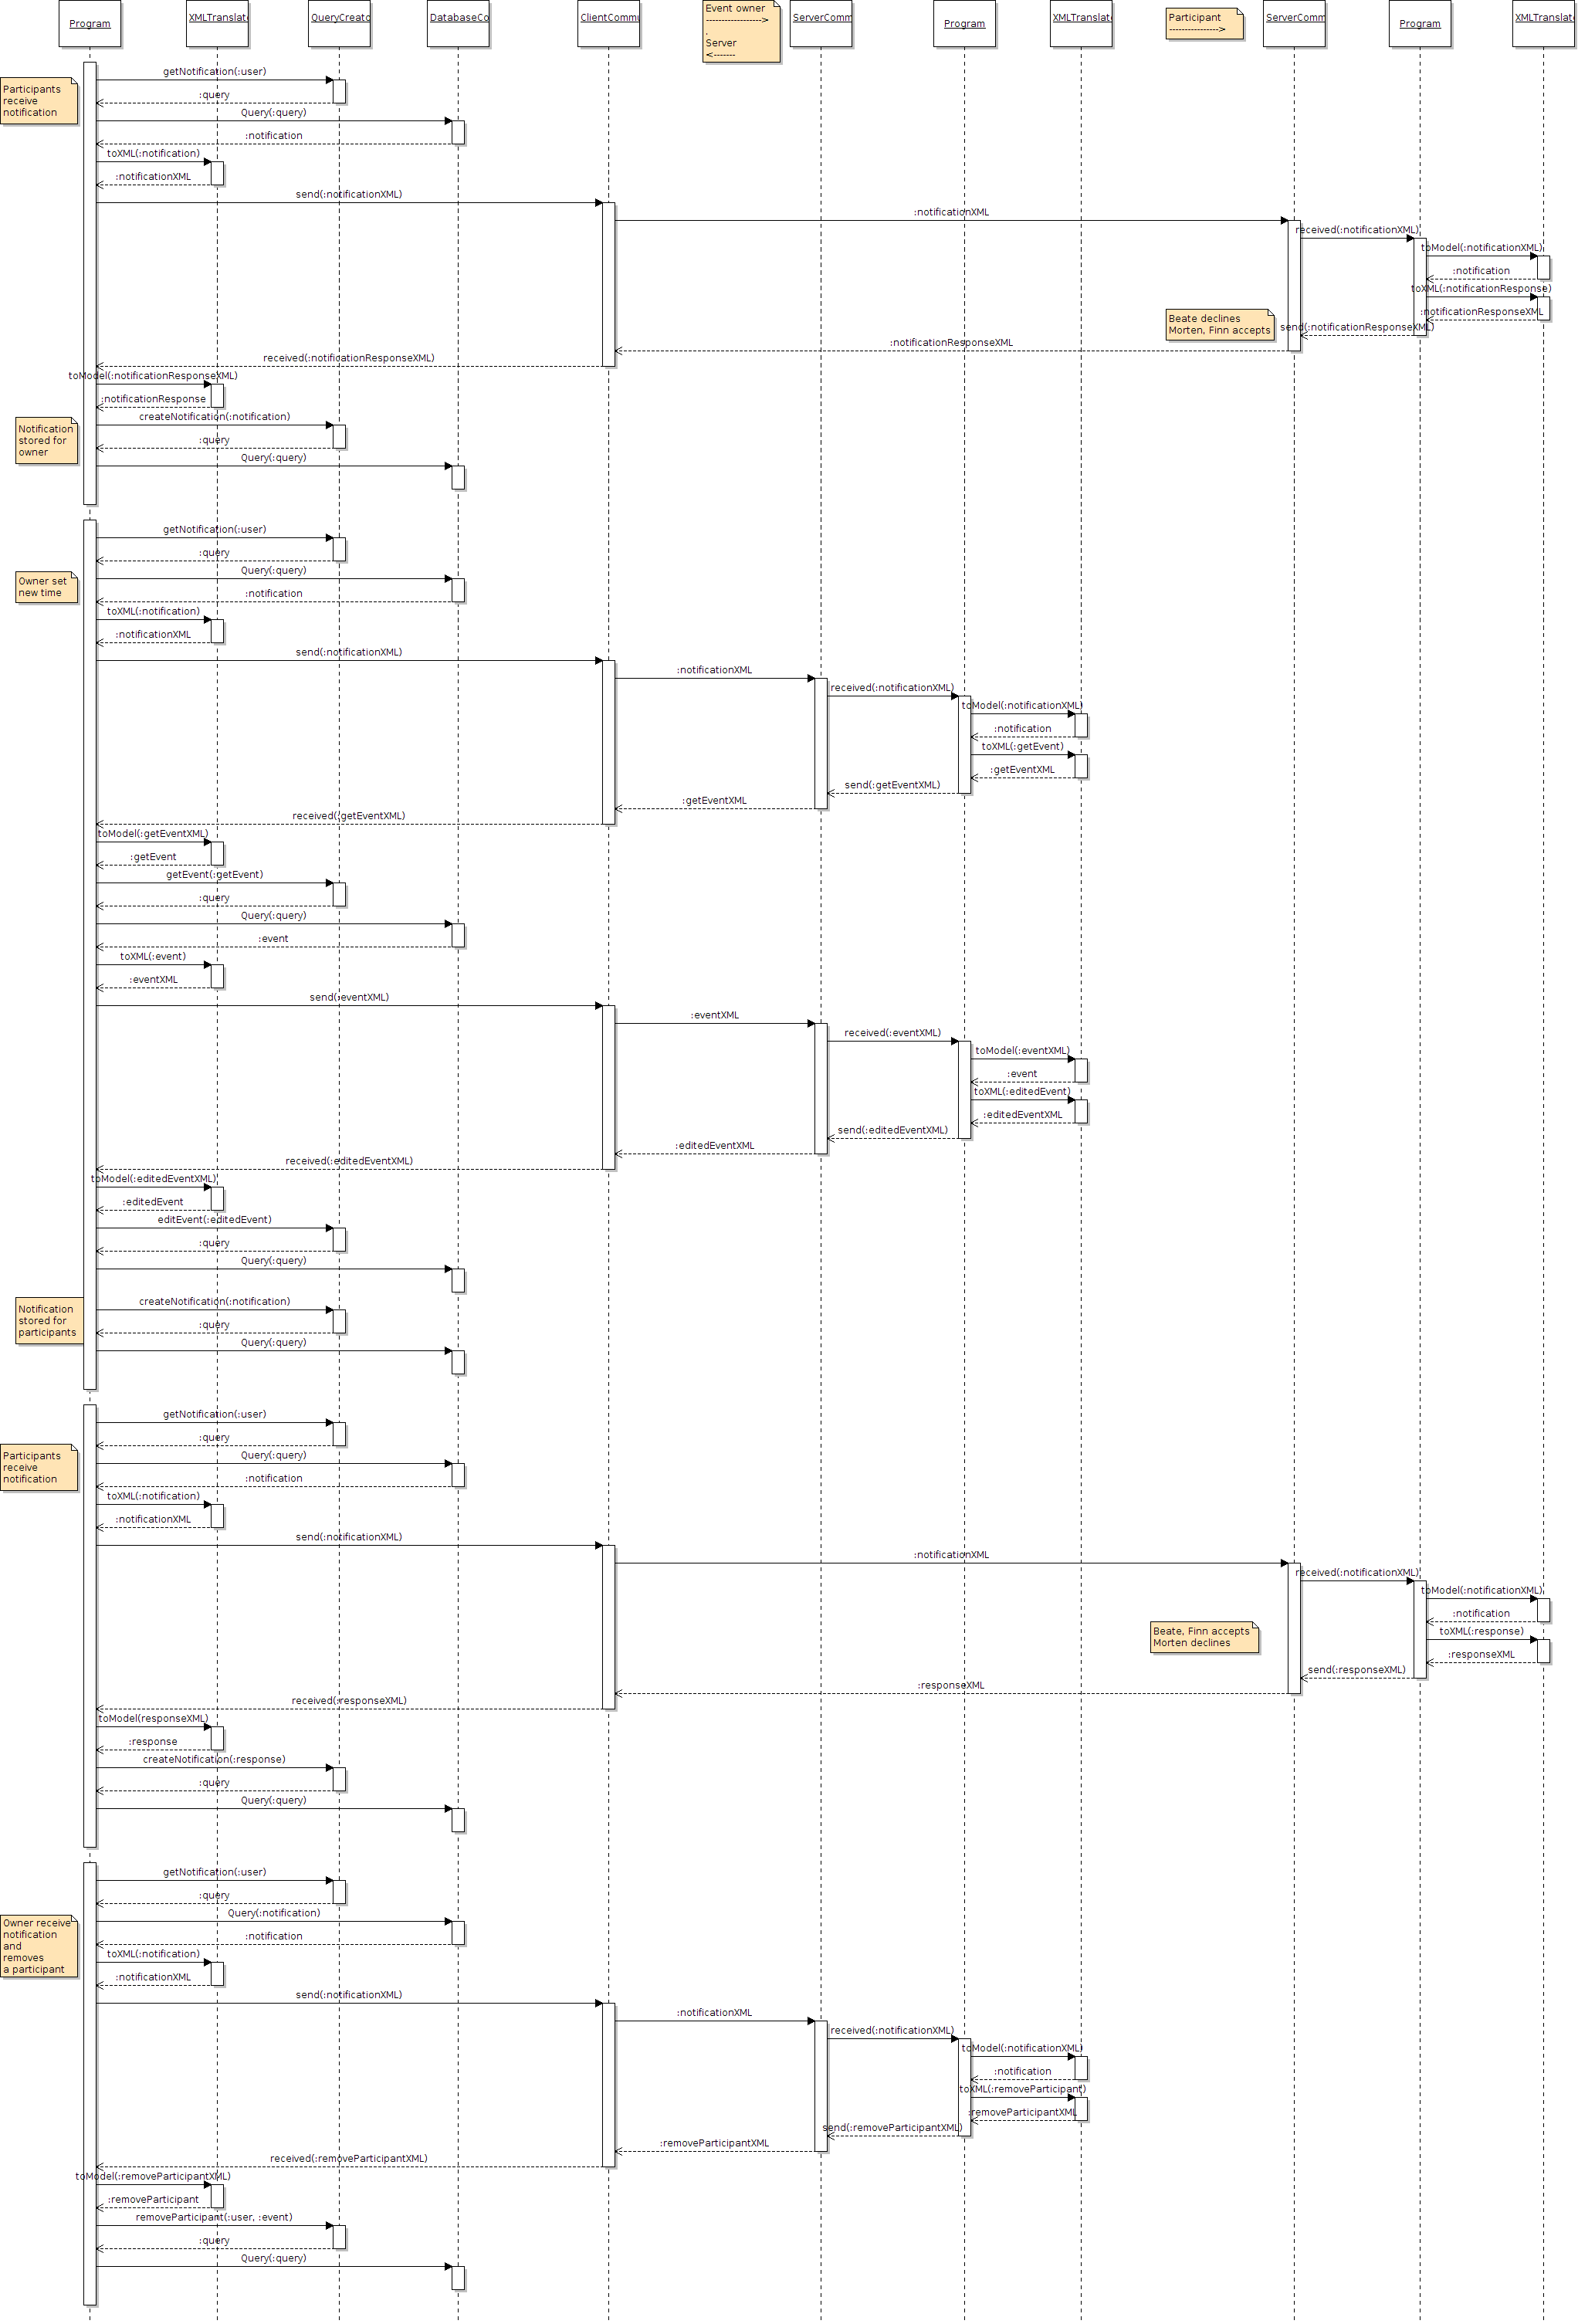 Program
XMLTranslat
QueryCreato
DatabaseCo
ClientCommu
Event owner
----------------->
.
Server
<-------
ServerComm
Program
XMLTranslat
Participant
--------------->
ServerComm
Program
XMLTranslat
Participants
receive
notification
getNotification(:user)
:query
Query(:query)
:notification
toXML(:notification)
:notificationXML
send(:notificationXML)
:notificationXML
received(:notificationXML)
toModel(:notificationXML)
:notification
toXML(:notificationResponse)
:notificationResponseXML
Beate declines
Morten, Finn accepts
send(:notificationResponseXML)
:notificationResponseXML
received(:notificationResponseXML)
toModel(:notificationResponseXML)
:notificationResponse
Notification
stored for
owner
createNotification(:notification)
:query
Query(:query)
getNotification(:user)
:query
Owner set
new time
Query(:query)
:notification
toXML(:notification)
:notificationXML
send(:notificationXML)
:notificationXML
received(:notificationXML)
toModel(:notificationXML)
:notification
toXML(:getEvent)
:getEventXML
send(:getEventXML)
:getEventXML
received(:getEventXML)
toModel(:getEventXML)
:getEvent
getEvent(:getEvent)
:query
Query(:query)
:event
toXML(:event)
:eventXML
send(:eventXML)
:eventXML
received(:eventXML)
toModel(:eventXML)
:event
toXML(:editedEvent)
:editedEventXML
send(:editedEventXML)
:editedEventXML
received(:editedEventXML)
toModel(:editedEventXML)
:editedEvent
editEvent(:editedEvent)
:query
Query(:query)
Notification
stored for
participants
createNotification(:notification)
:query
Query(:query)
getNotification(:user)
:query
Participants
receive
notification
Query(:query)
:notification
toXML(:notification)
:notificationXML
send(:notificationXML)
:notificationXML
received(:notificationXML)
toModel(:notificationXML)
:notification
Beate, Finn accepts
Morten declines
toXML(:response)
:responseXML
send(:responseXML)
:responseXML
received(:responseXML)
toModel(responseXML)
:response
createNotification(:response)
:query
Query(:query)
getNotification(:user)
:query
Owner receive
notification
and
removes
a participant
Query(:notification)
:notification
toXML(:notification)
:notificationXML
send(:notificationXML)
:notificationXML
received(:notificationXML)
toModel(:notificationXML)
:notification
toXML(:removeParticipant)
:removeParticipantXML
send(:removeParticipantXML)
:removeParticipantXML
received(:removeParticipantXML)
toModel(:removeParticipantXML)
:removeParticipant
removeParticipant(:user, :event)
:query
Query(:query)